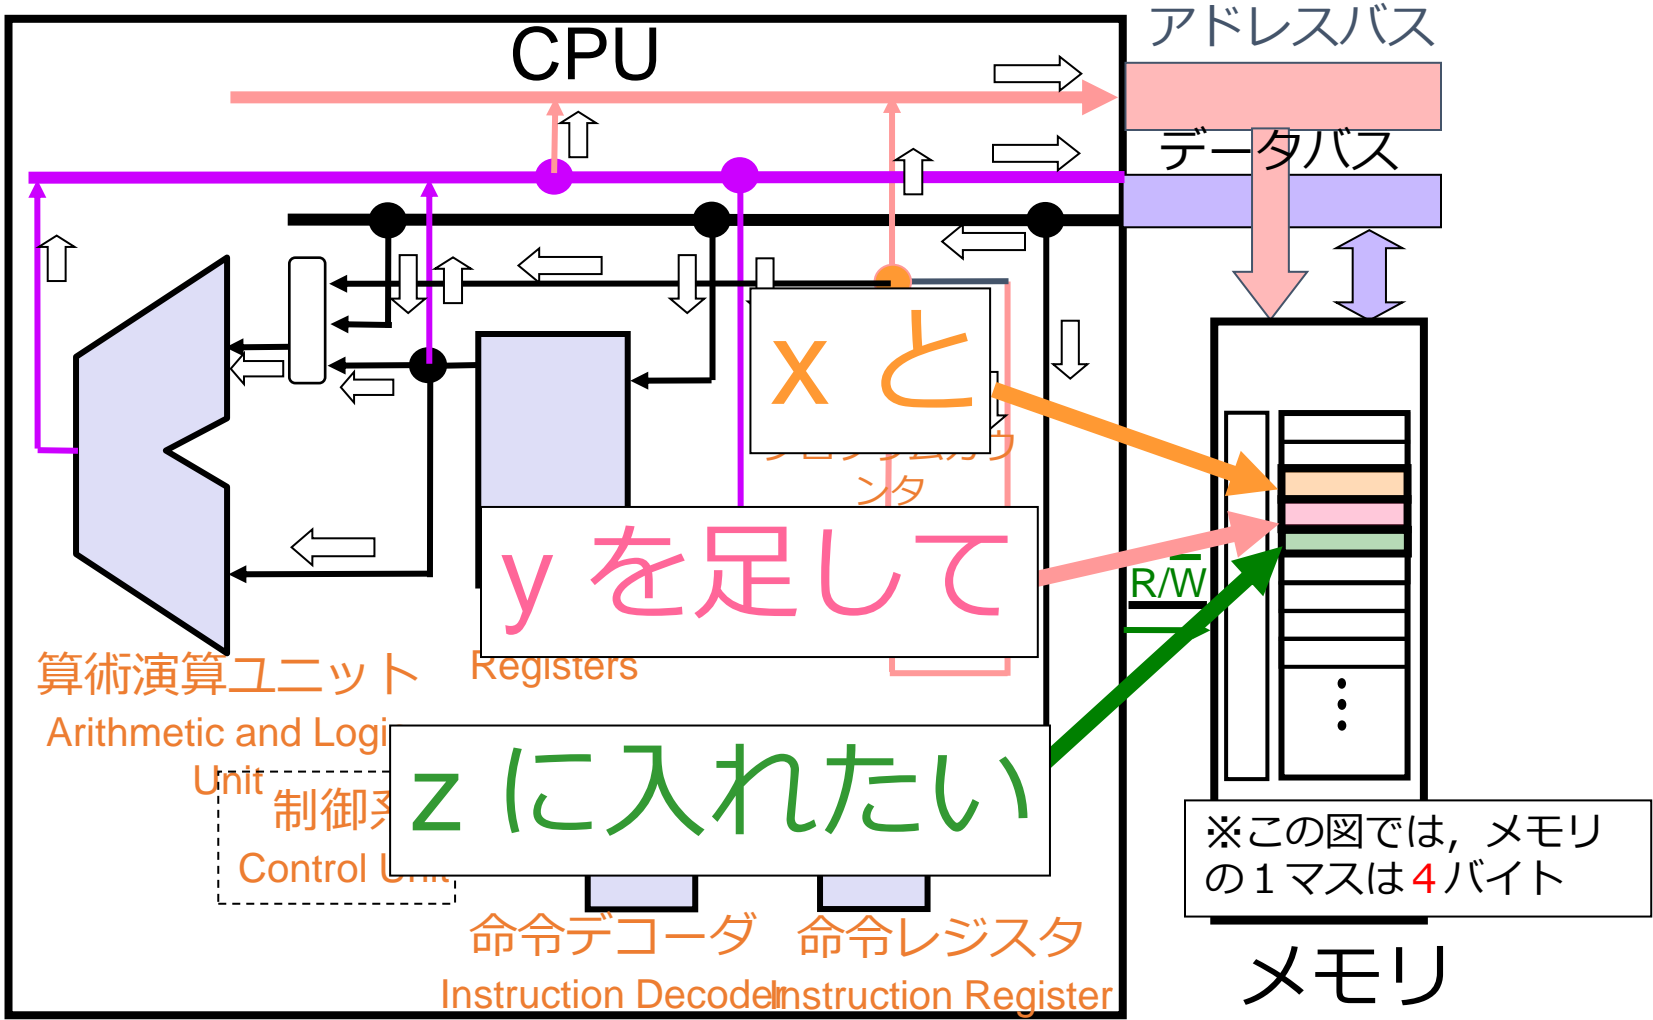 アドレスバス
CPU
データバス
x と
ンタ
y を足して
R/W
算術演算ユニット
Registers
Arithmetic and Logi
Unit
z に入れたい
制御
Control Unit
※この図では, メモリ
の1マスは4バイト
命令デコーダ
命令レジスタ
メモリ
Instruction Decoder
Instruction Register